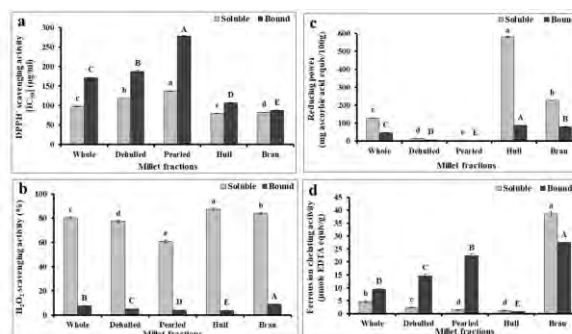 a
Soluble Bound
DPPH· scavenging activity
[IC50] (µg/ml)
300
250
200
150
100
50
0
c C b B a A e D d E
Whole Dehulled Pearled Hull Bran
Millet fractions
c
Soluble Bound
Reducing power
(mg ascorbic acid equiv/100g)
600
500
400
300
200
100
0
c C d D e E a A b B
Whole Dehulled Pearled Hull Bran
Millet fractions
b
Soluble Bound
H2O2 scavenging activity (%)
100
80
60
40
20
0
c B d C e D a E b A
Whole Dehulled Pearled Hull Bran
Millet fractions
d
Soluble Bound
Ferrous ion chelating activity
(µmole EDTA equiv/g)
45
40
35
30
25
20
15
10
5
0
b D c C d B e E a A
Whole Dehulled Pearled Hull Bran
Millet fractions